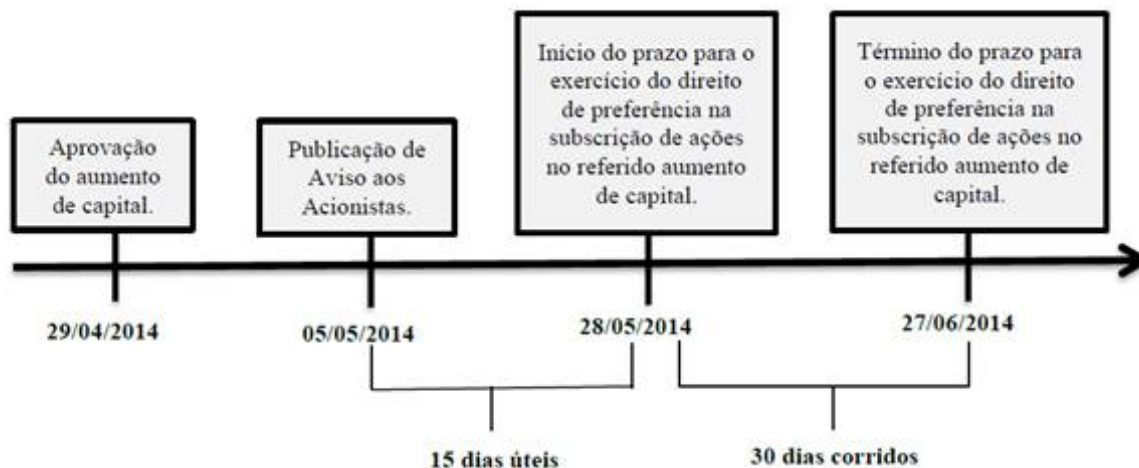 Aprovação
do aumento
de capital.
Publicação de
Aviso aos
Acionistas.
Início do prazo para o
exercício do direito
de preferência na
subscrição de ações
no referido aumento
de capital.
Término do prazo para
o exercício do direito
de preferência na
subscrição de ações no
referido aumento de
capital.
29/04/2014
05/05/2014
28/05/2014
27/06/2014
15 dias úteis
30 dias corridos